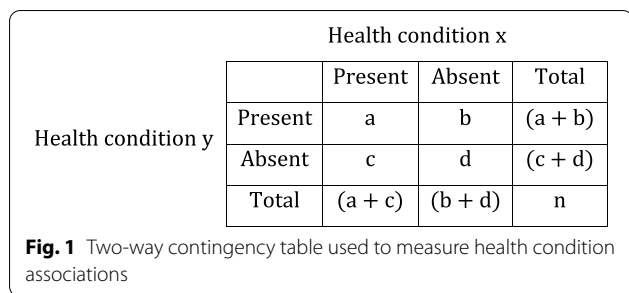 Health condition x
Present Absent Total
Present a b (a + b)
Health condition y
Absent c d (c + d)
Total (a + c) (b + d) n
Fig. 1 Two-way contingency table used to measure health condition
associations